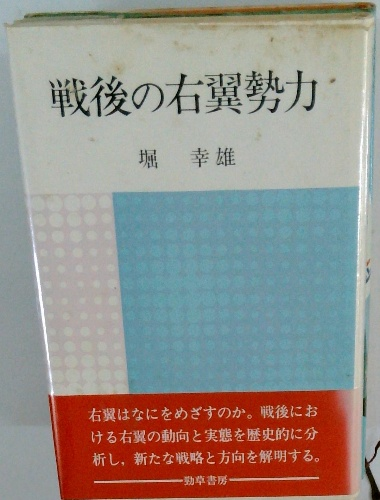 戦後の右翼勢力
堀 幸雄
右翼はなにをめざすのか。戦後にお
ける右翼の動向と実態を歴史的に分
析し，新たな戦略と方向を解明する。
勁草書房